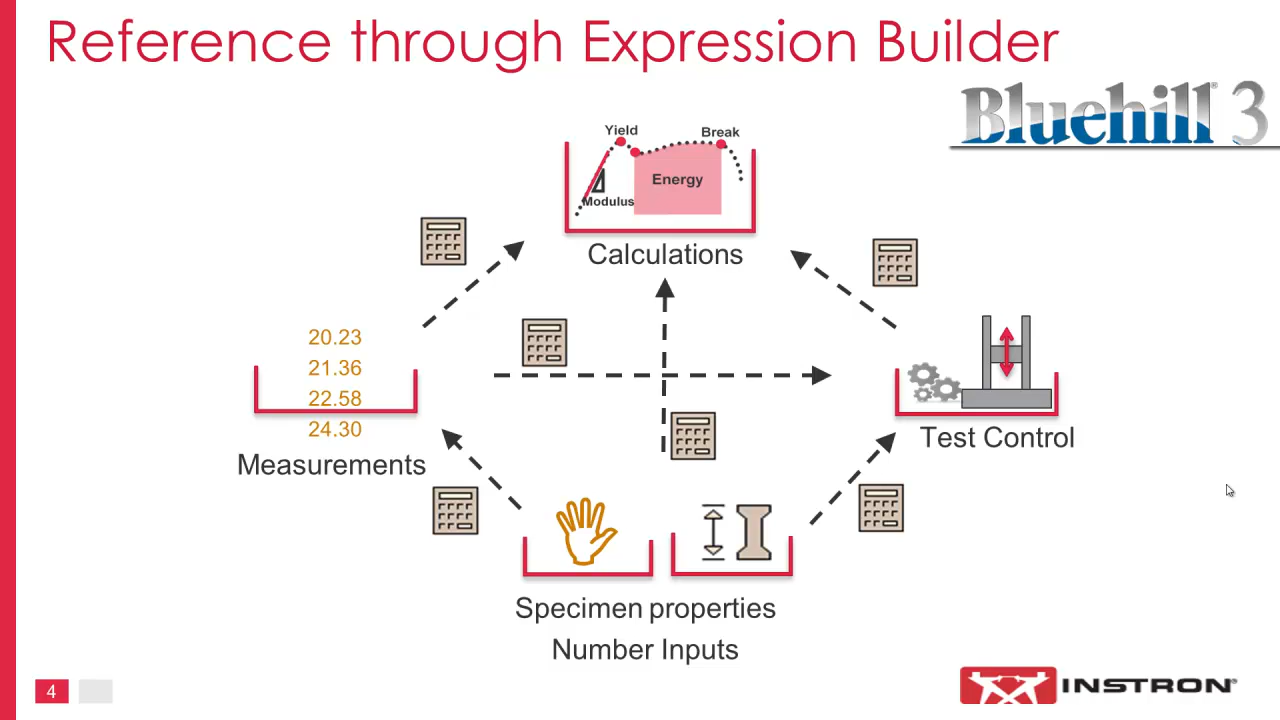 Reference through Expression Builder
Bluehill® 3
Yield
Break
Energy
Modulus
Calculations
20.23
21.36
22.58
24.30
Measurements
Test Control
Specimen properties
Number Inputs
4
INSTRON®